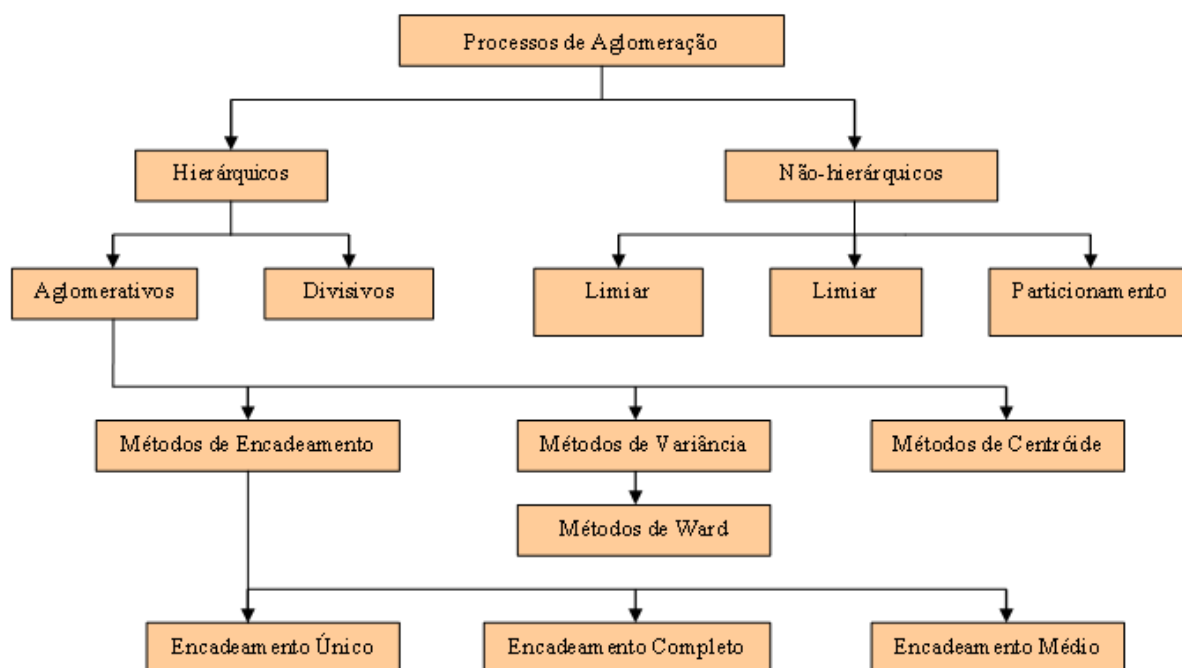 Processos de Aglomeração
Hierárquicos
Não-hierárquicos
Aglomerativos
Divisivos
Limiar
Limiar
Particionamento
Métodos de Encadeamento
Métodos de Variância
Métodos de Centróide
Métodos de Ward
Encadeamento Único
Encadeamento Completo
Encadeamento Médio